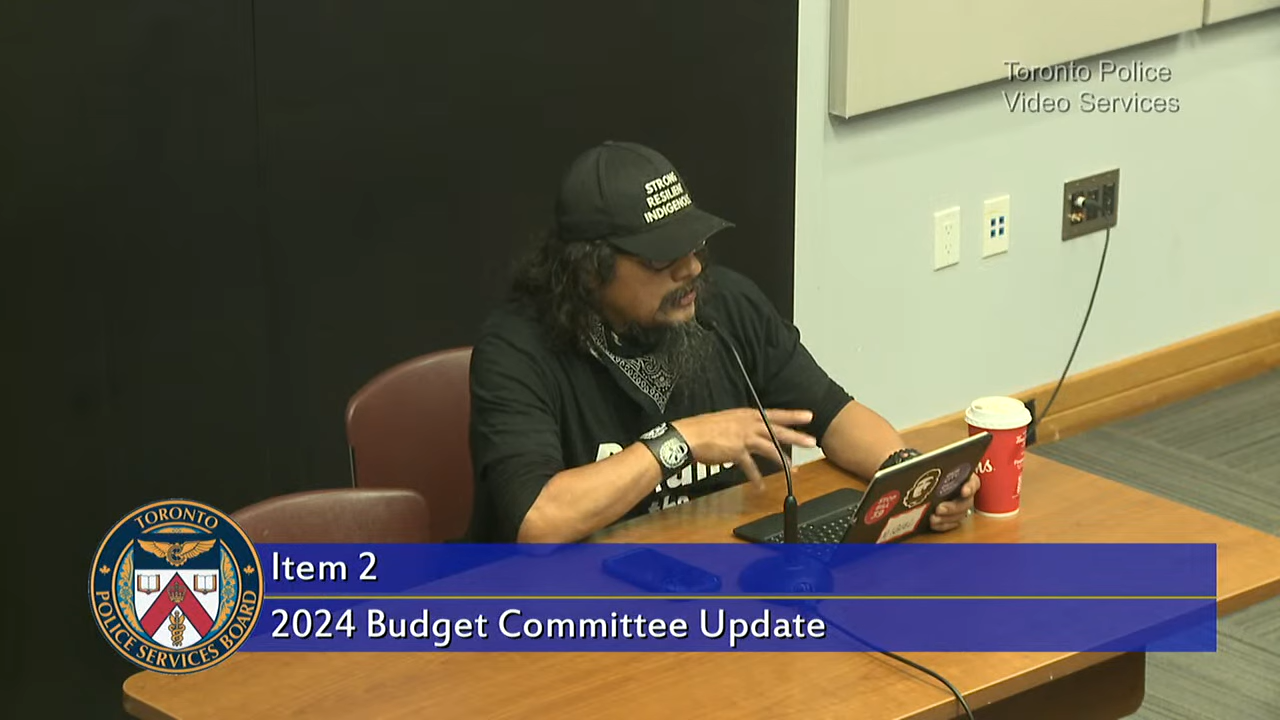 Toronto Police
Video Services
STRONG
RESILIENT
INDIGENOUS
TORONTO
POLICE SERVICES BOARD
Item 2
2024 Budget Committee Update